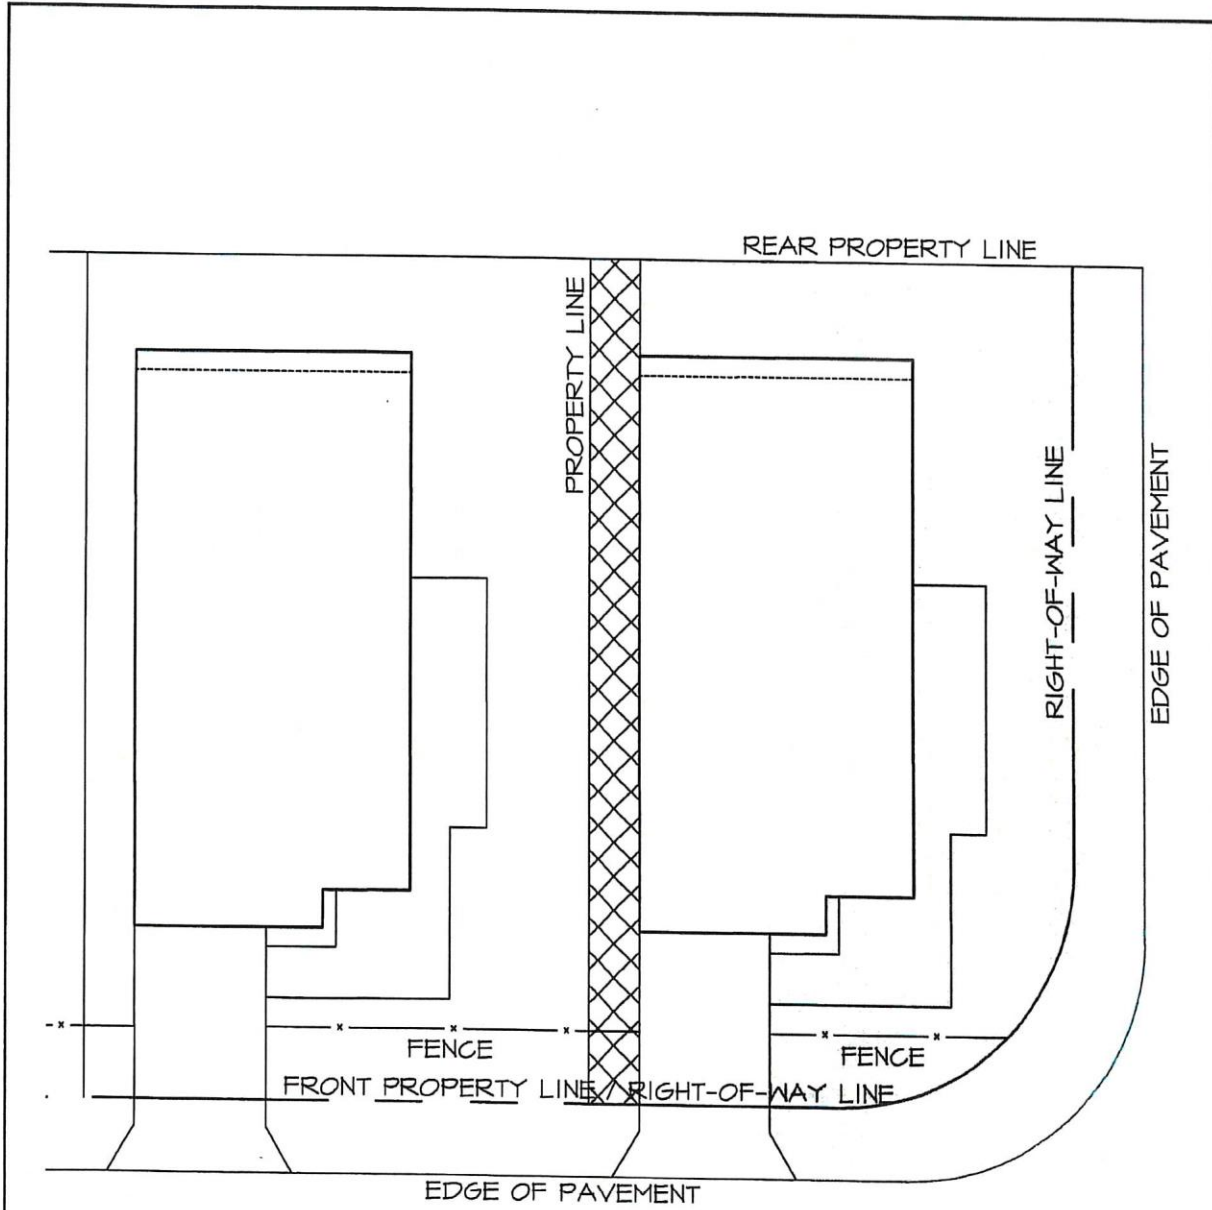 REAR PROPERTY LINE
PROPERTY LINE
RIGHT-OF-WAY LINE
EDGE OF PAVEMENT
FENCE
FENCE
FRONT PROPERTY LINE / RIGHT-OF-WAY LINE
EDGE OF PAVEMENT